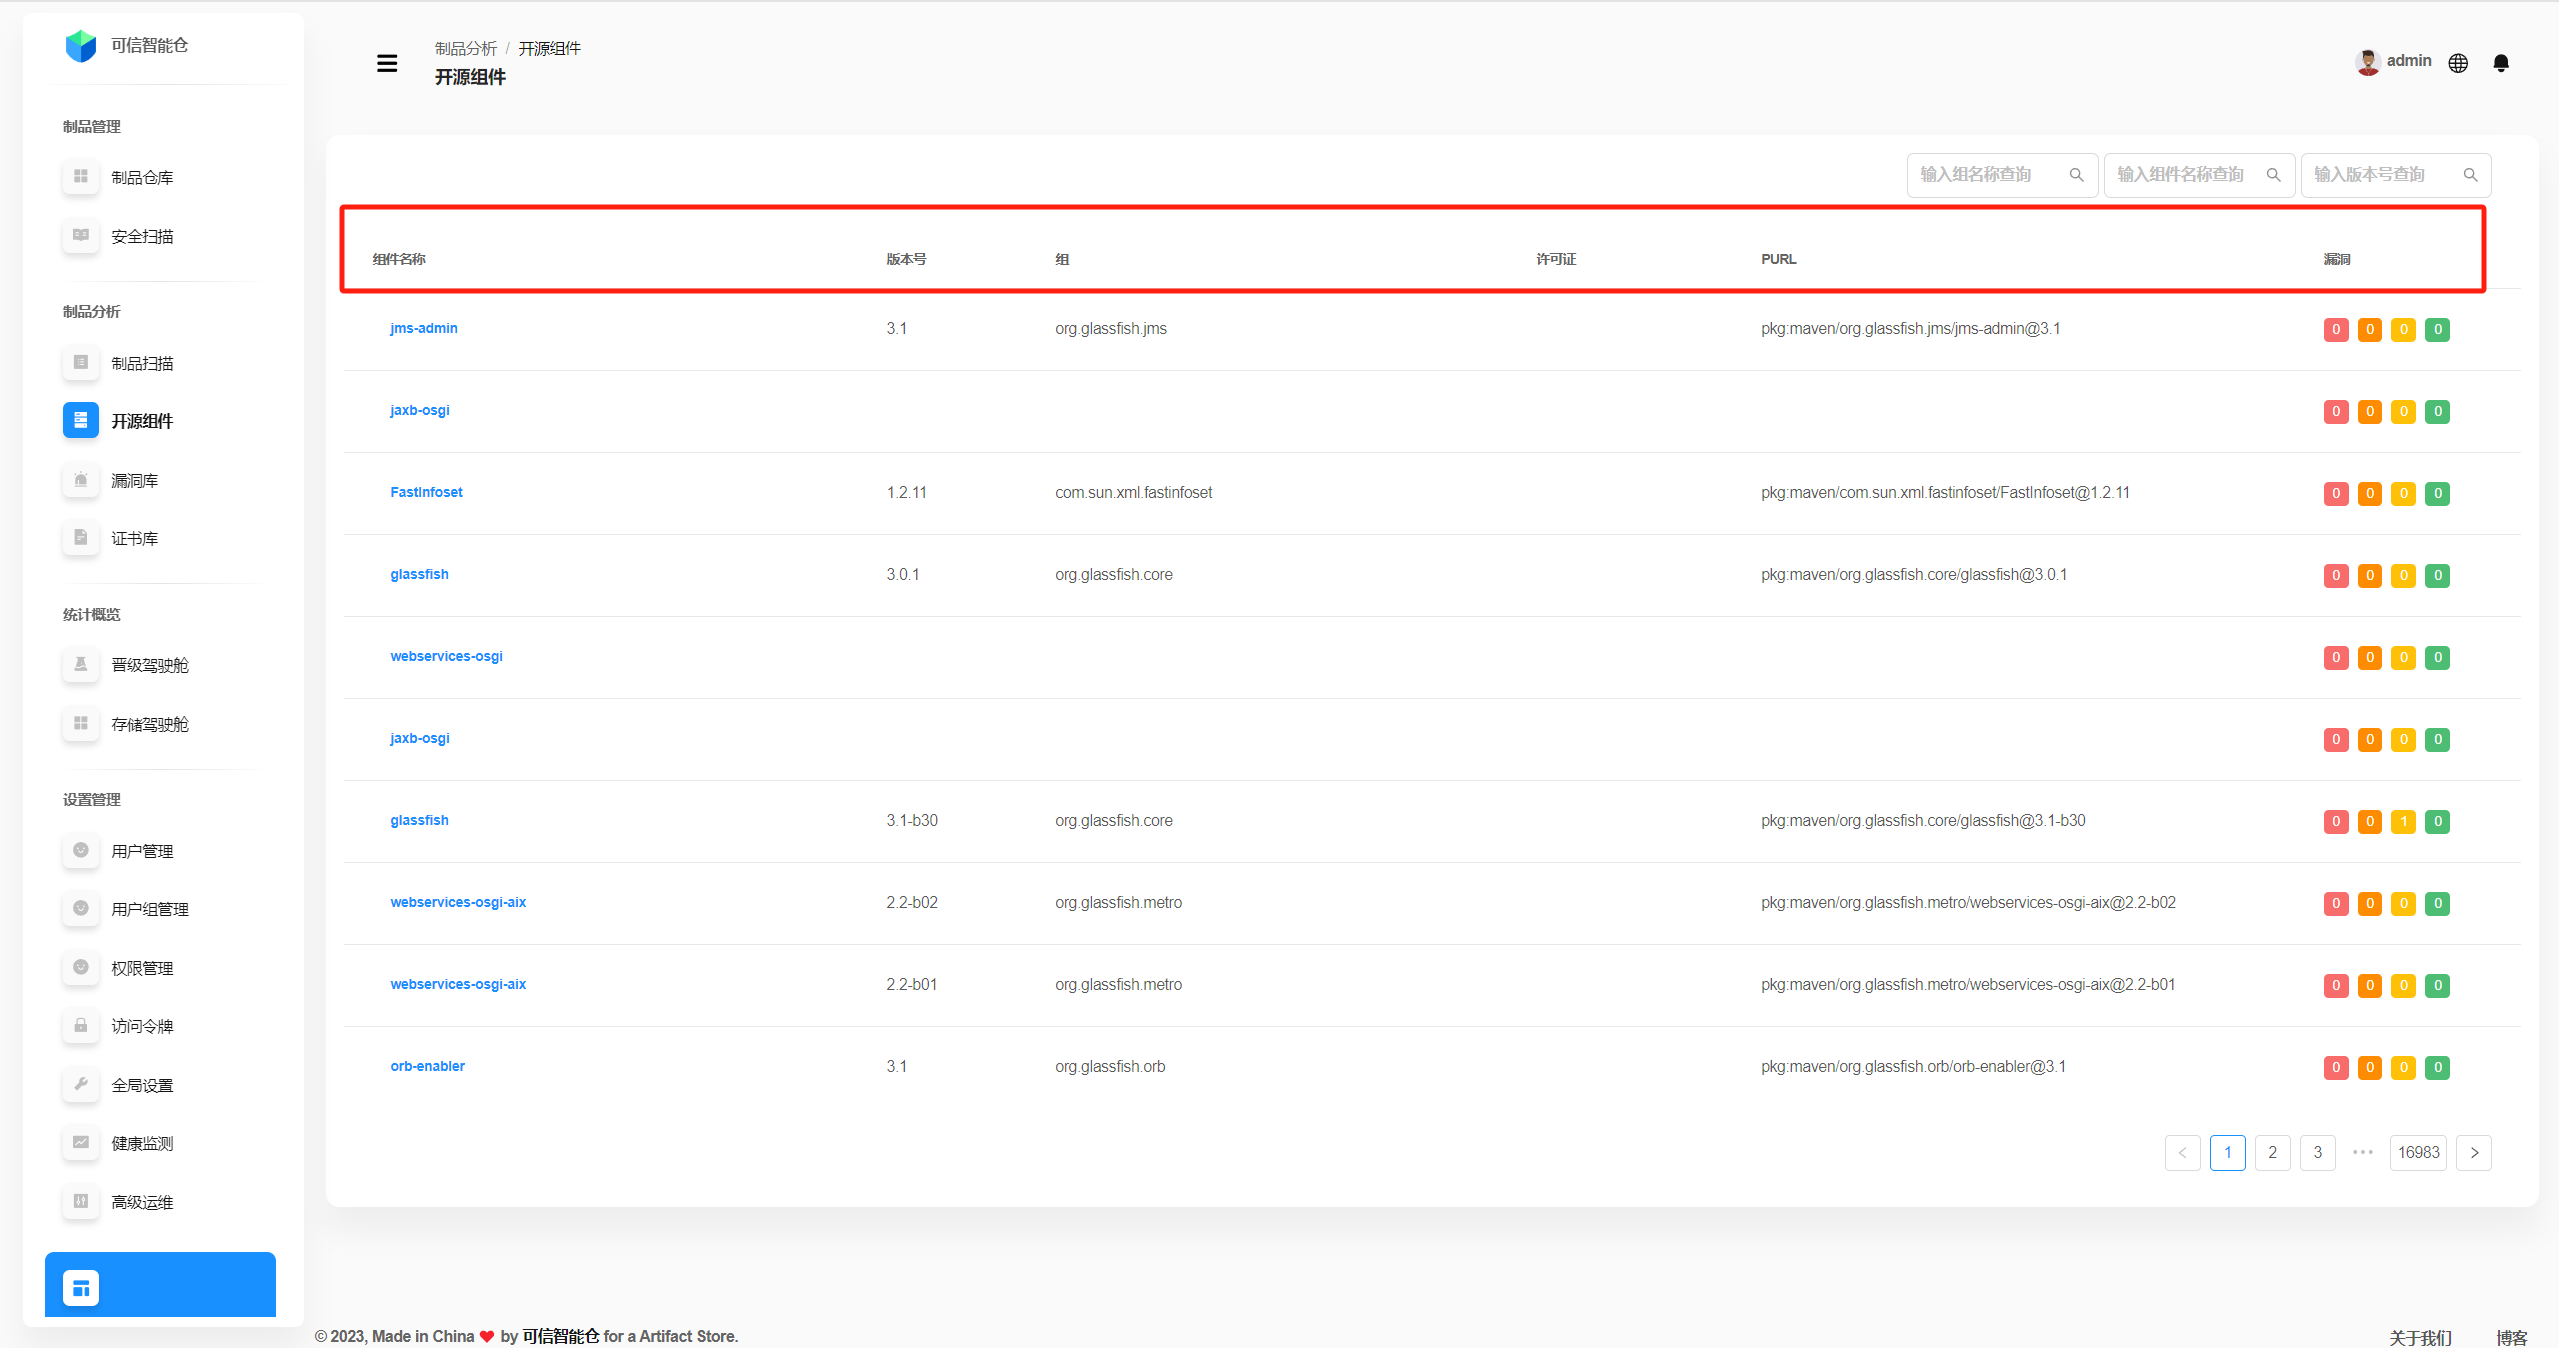 可信智能仓
制品管理
制品仓库
安全扫描
制品分析
制品扫描
开源组件
漏洞库
证书库
统计概览
晋级驾驶舱
存储驾驶舱
设置管理
用户管理
用户组管理
权限管理
访问令牌
全局设置
健康监测
高级运维
制品分析 / 开源组件
开源组件
admin
输入组名称查询 输入组件名称查询 输入版本号查询
组件名称 版本号 组 许可证 PURL 漏洞
jms-admin 3.1 org.glassfish.jms pkg:maven/org.glassfish.jms/jms-admin@3.1 0 0 0 0
jaxb-osgi 0 0 0 0
FastInfoset 1.2.11 com.sun.xml.fastinfoset pkg:maven/com.sun.xml.fastinfoset/FastInfoset@1.2.11 0 0 0 0
glassfish 3.0.1 org.glassfish.core pkg:maven/org.glassfish.core/glassfish@3.0.1 0 0 0 0
webservices-osgi 0 0 0 0
jaxb-osgi 0 0 0 0
glassfish 3.1-b30 org.glassfish.core pkg:maven/org.glassfish.core/glassfish@3.1-b30 0 0 1 0
webservices-osgi-aix 2.2-b02 org.glassfish.metro pkg:maven/org.glassfish.metro/webservices-osgi-aix@2.2-b02 0 0 0 0
webservices-osgi-aix 2.2-b01 org.glassfish.metro pkg:maven/org.glassfish.metro/webservices-osgi-aix@2.2-b01 0 0 0 0
orb-enabler 3.1 org.glassfish.orb pkg:maven/org.glassfish.orb/orb-enabler@3.1 0 0 0 0
< 1 2 3 ••• 16983 >
© 2023, Made in China ❤ by 可信智能仓 for a Artifact Store.
关于我们 博客